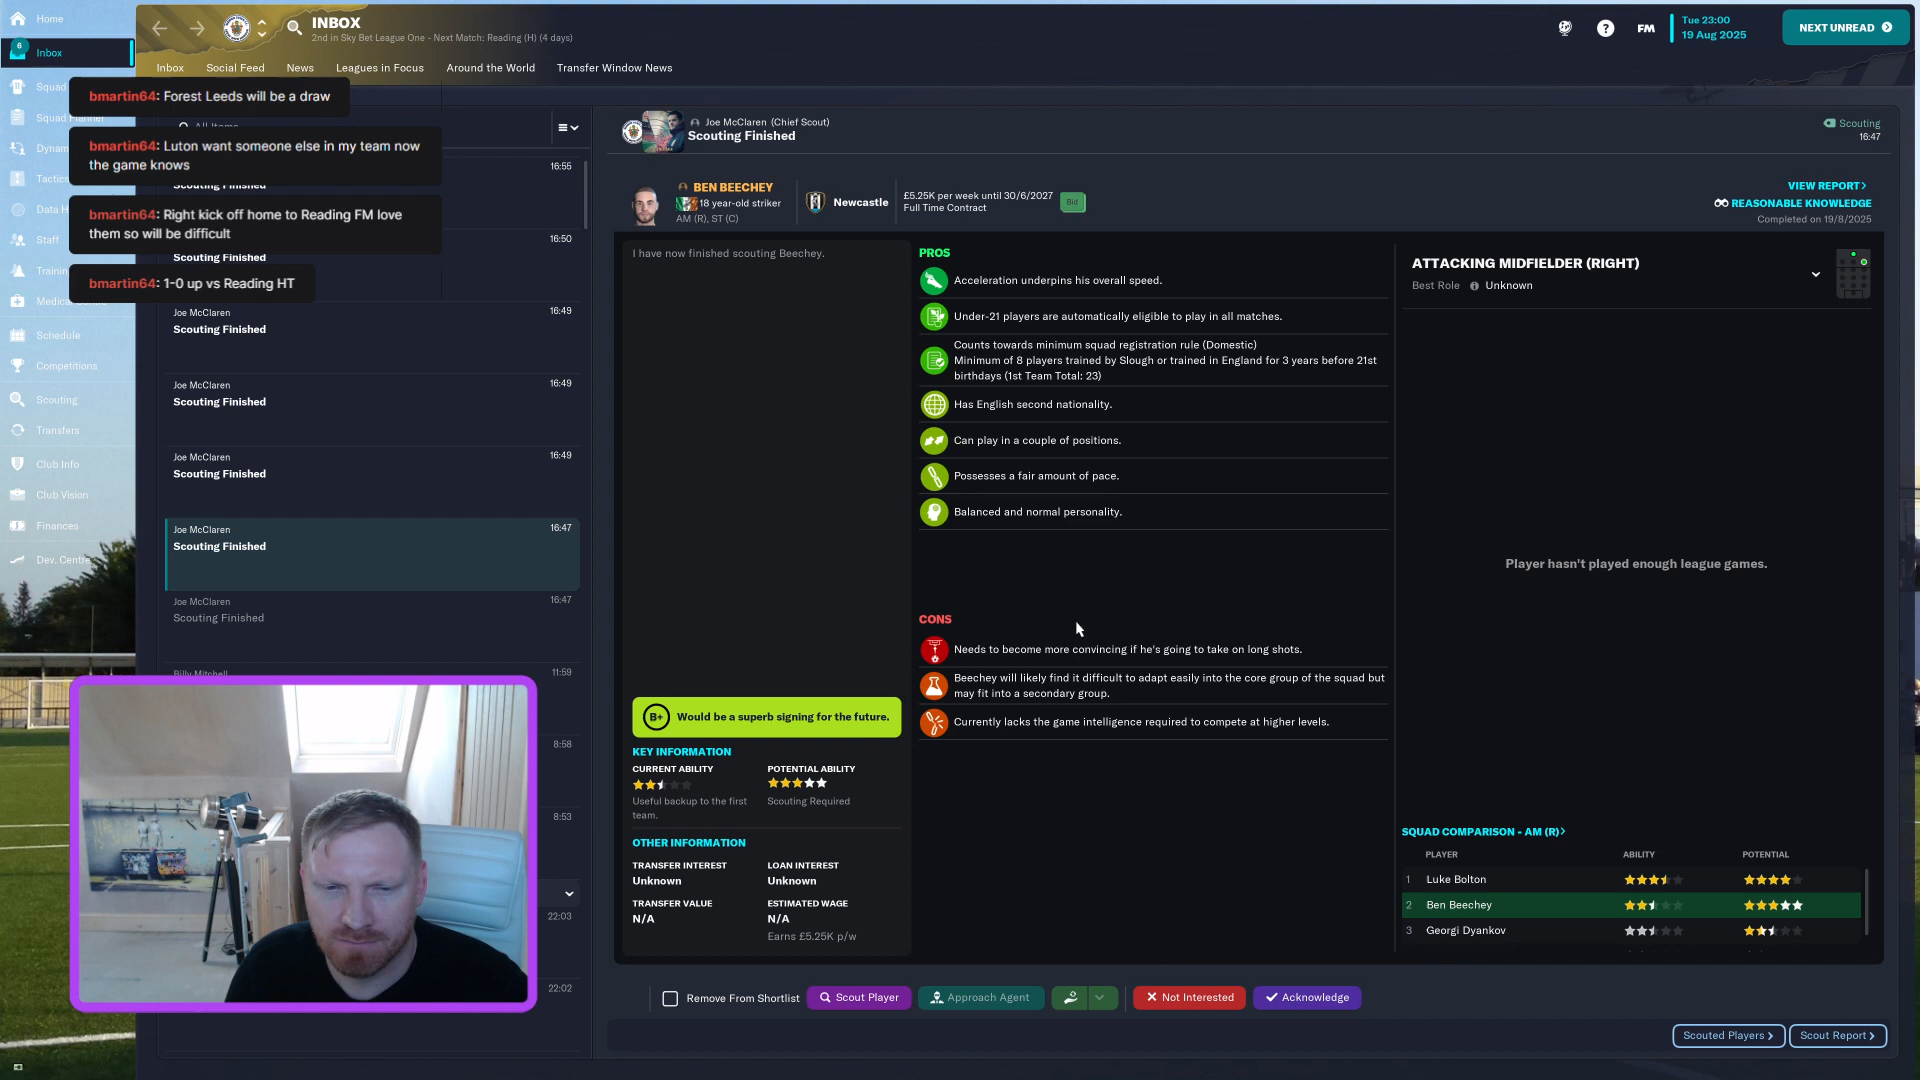 Home
INBOX
2nd in Sky Bet League One - Next Match: Reading (H) (4 days)
FM
Tue 23:00
19 Aug 2025
NEXT UNREAD
6
Inbox
Inbox
Social Feed
News
Leagues in Focus
Around the World
Transfer Window News
Squad
bmartin64: Forest Leeds will be a draw
Squad Planner
All Items
bmartin64: Luton want someone else in my team now
the game knows
Scouting Finished
16:55
Tactics
bmartin64: Right kick off home to Reading FM love
them so will be difficult
Staff
16:50
Scouting Finished
bmartin64: 1-0 up vs Reading HT
Joe McClaren
16:49
Scouting Finished
Schedule
Competitions
Joe McClaren
16:49
Scouting Finished
Scouting
Transfers
Joe McClaren
16:49
Scouting Finished
Club Info
Club Vision
Finances
Dev. Centre
Joe McClaren
16:47
Scouting Finished
Joe McClaren
16:47
Scouting Finished
Billy Mitchell
11:59
8:58
8:53
22:03
22:02
Joe McClaren (Chief Scout)
Scouting Finished
Scouting
16:47
BEN BEECHEY
18 year-old striker
AM (R), ST (C)
Newcastle
£5.25K per week until 30/6/2027
Full Time Contract
Bid
VIEW REPORT>
REASONABLE KNOWLEDGE
Completed on 19/8/2025
I have now finished scouting Beechey.
B+
Would be a superb signing for the future.
KEY INFORMATION
CURRENT ABILITY
POTENTIAL ABILITY
Useful backup to the first
team.
Scouting Required
OTHER INFORMATION
TRANSFER INTEREST
LOAN INTEREST
Unknown
Unknown
TRANSFER VALUE
ESTIMATED WAGE
N/A
N/A
Earns £5.25K p/w
PROS
Acceleration underpins his overall speed.
Under-21 players are automatically eligible to play in all matches.
Counts towards minimum squad registration rule (Domestic)
Minimum of 8 players trained by Slough or trained in England for 3 years before 21st
birthdays (1st Team Total: 23)
Has English second nationality.
Can play in a couple of positions.
Possesses a fair amount of pace.
Balanced and normal personality.
CONS
Needs to become more convincing if he's going to take on long shots.
Beechey will likely find it difficult to adapt easily into the core group of the squad but
may fit into a secondary group.
Currently lacks the game intelligence required to compete at higher levels.
ATTACKING MIDFIELDER (RIGHT)
Best Role
Unknown
Player hasn't played enough league games.
SQUAD COMPARISON - AM (R)>
PLAYER
ABILITY
POTENTIAL
1 Luke Bolton
2 Ben Beechey
3 Georgi Dyankov
Remove From Shortlist
Scout Player
Approach Agent
Not Interested
Acknowledge
Scouted Players >
Scout Report >